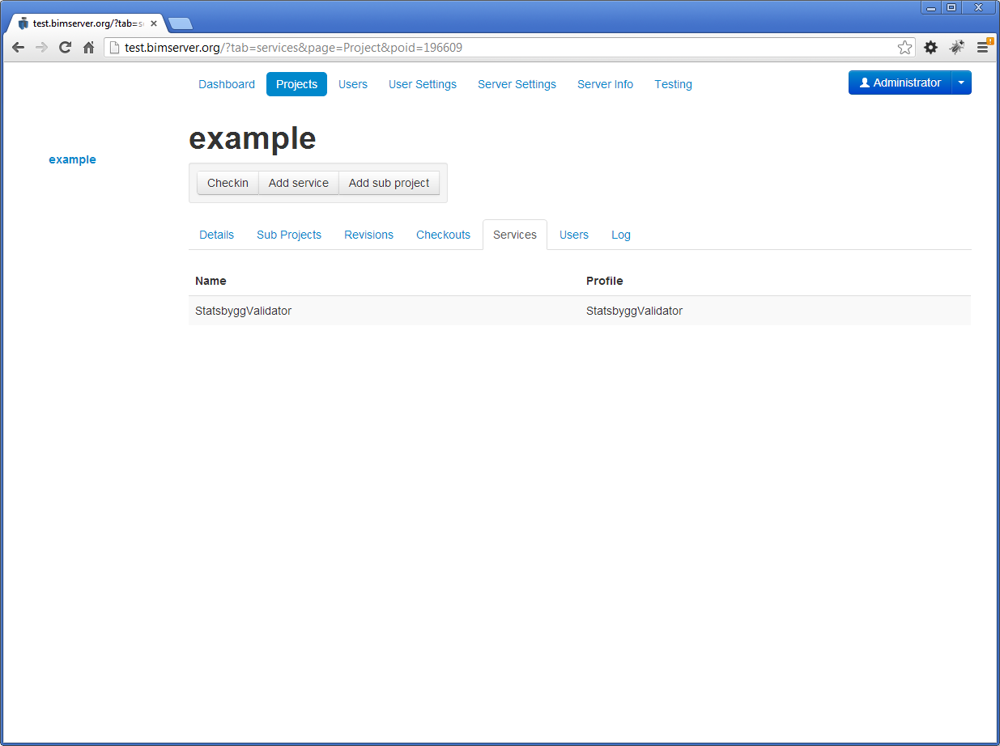 test.bimserver.org/?tab=s
test.bimserver.org/?tab=services&page=Project&poid=196609
Dashboard Projects Users User Settings Server Settings Server Info Testing Administrator
example
example
Checkin Add service Add sub project
Details Sub Projects Revisions Checkouts Services Users Log
Name Profile
StatsbyggValidator StatsbyggValidator